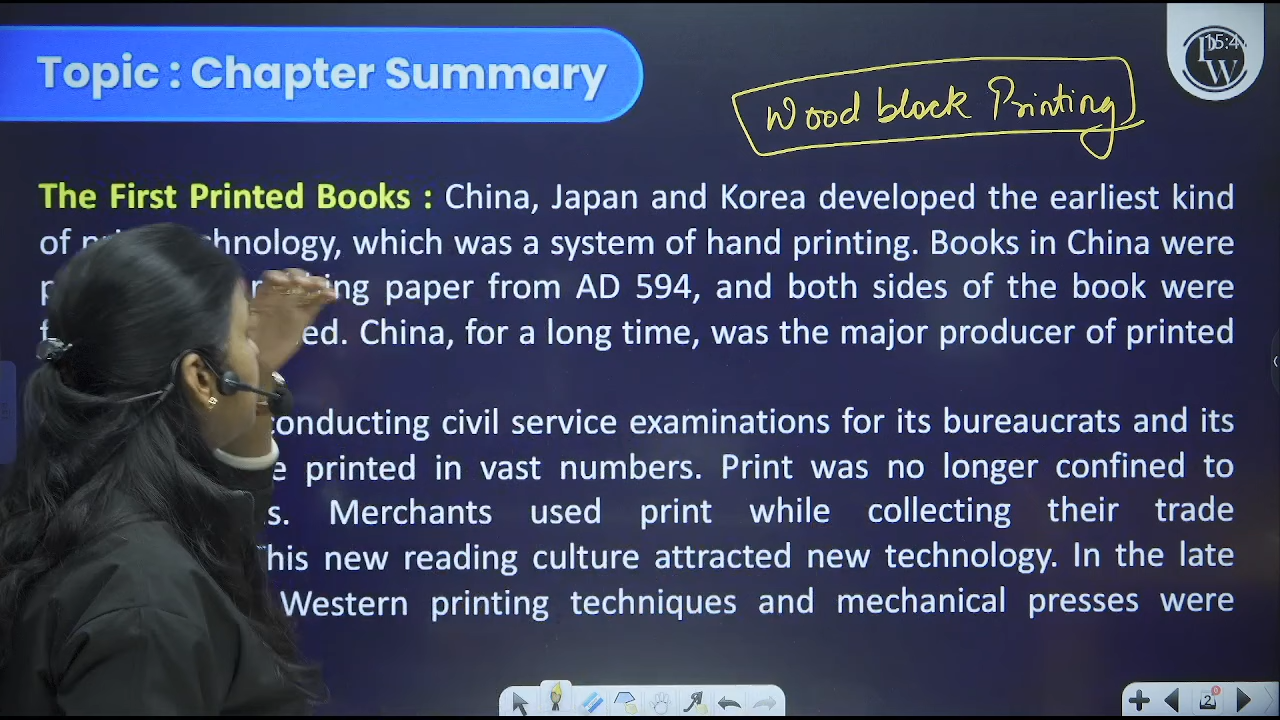 Topic : Chapter Summary
Wood block Printing
The First Printed Books : China, Japan and Korea developed the earliest kind
of hnology, which was a system of hand printing. Books in China were
p ing paper from AD 594, and both sides of the book were
f ed. China, for a long time, was the major producer of printed
conducting civil service examinations for its bureaucrats and its
e printed in vast numbers. Print was no longer confined to
s. Merchants used print while collecting their trade
his new reading culture attracted new technology. In the late
Western printing techniques and mechanical presses were
2